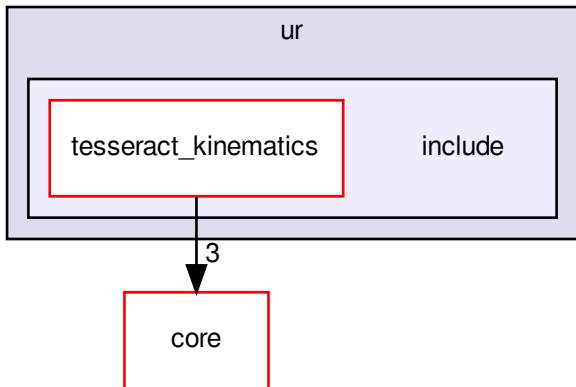 ur
tesseract_kinematics
include
3
core